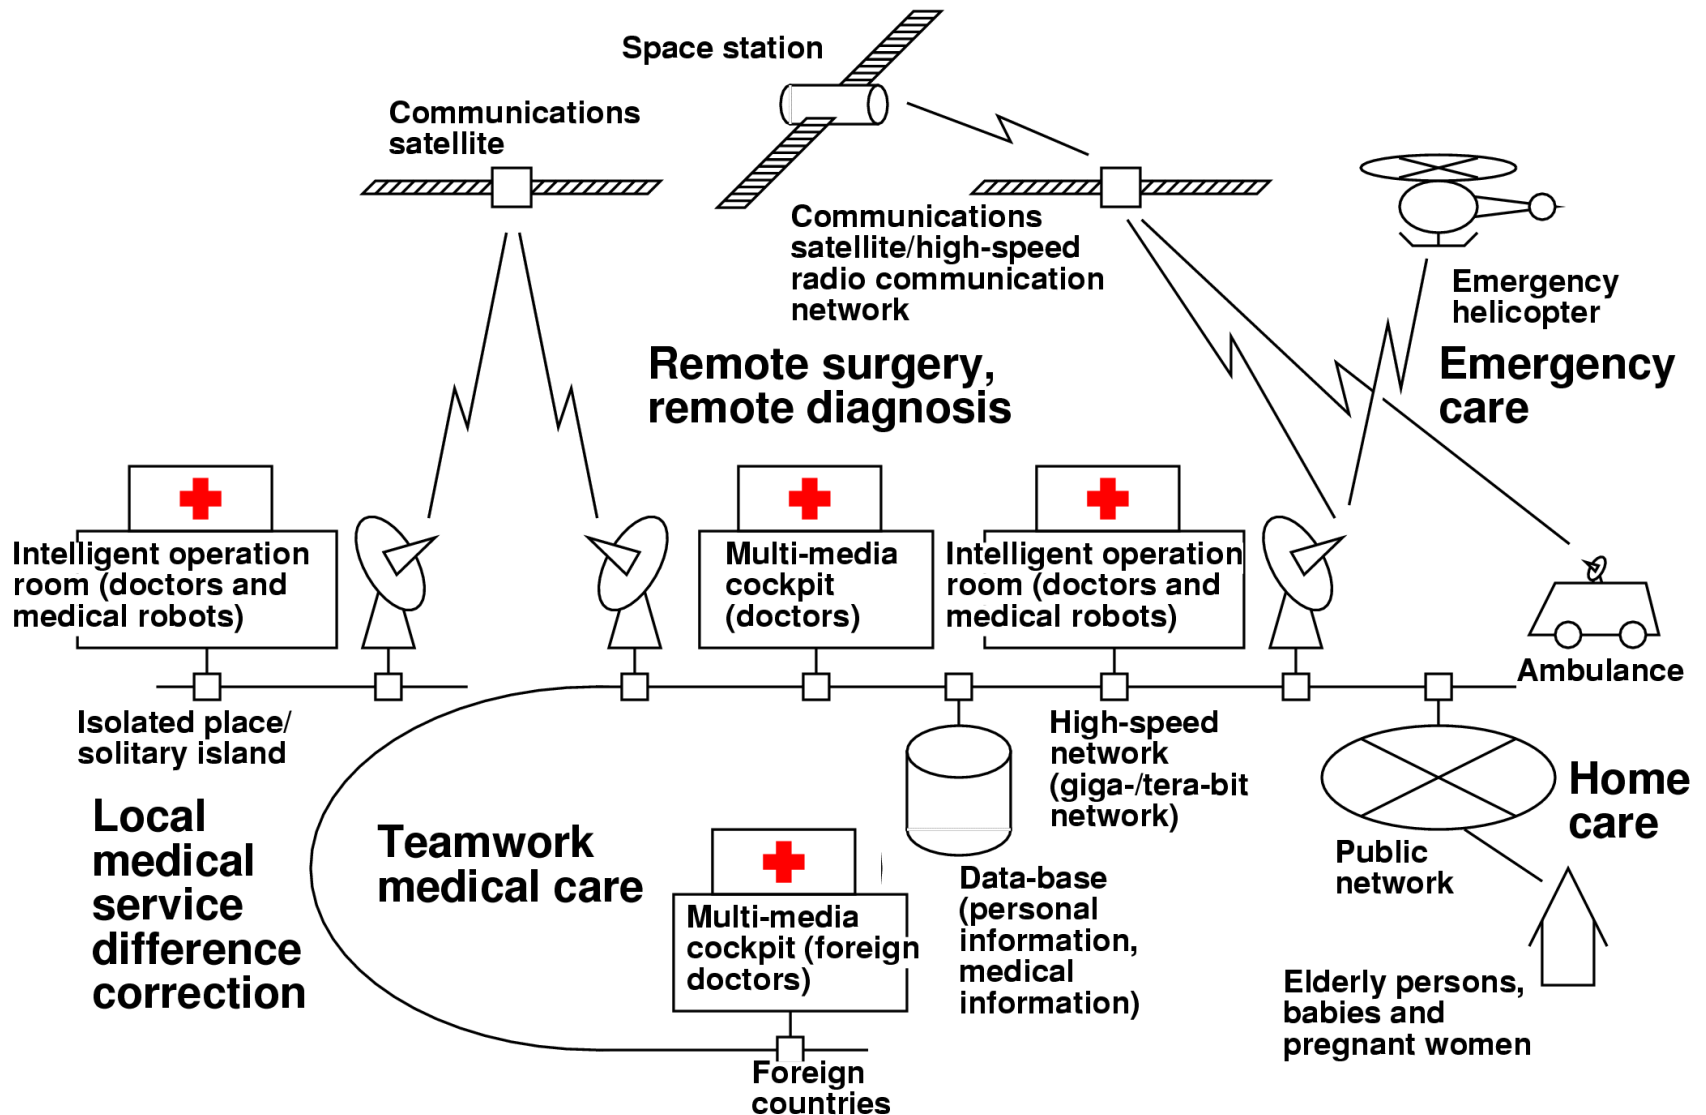 Space station
Communications
satellite
Communications
satellite/high-speed
radio communication
network
Emergency
helicopter
Remote surgery,
remote diagnosis
Emergency
care
Intelligent operation
room (doctors and
medical robots)
Multi-media
cockpit
(doctors)
Intelligent operation
room (doctors and
medical robots)
Ambulance
Isolated place/
solitary island
High-speed
network
(giga-/tera-bit
network)
Home
care
Local
medical
service
difference
correction
Teamwork
medical care
Public
network
Multi-media
cockpit (foreign
doctors)
Data-base
(personal
information,
medical
information)
Elderly persons,
babies and
pregnant women
Foreign
countries